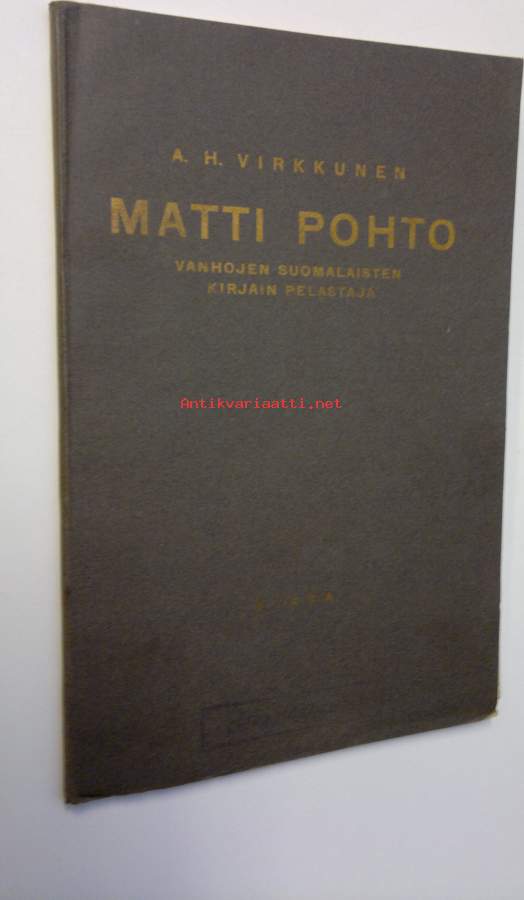 A. H. VIRKKUNEN
MATTI POHTO
VANHOJEN SUOMALAISTEN
KIRJAIN PELASTAJA
Antikvariaatti.net